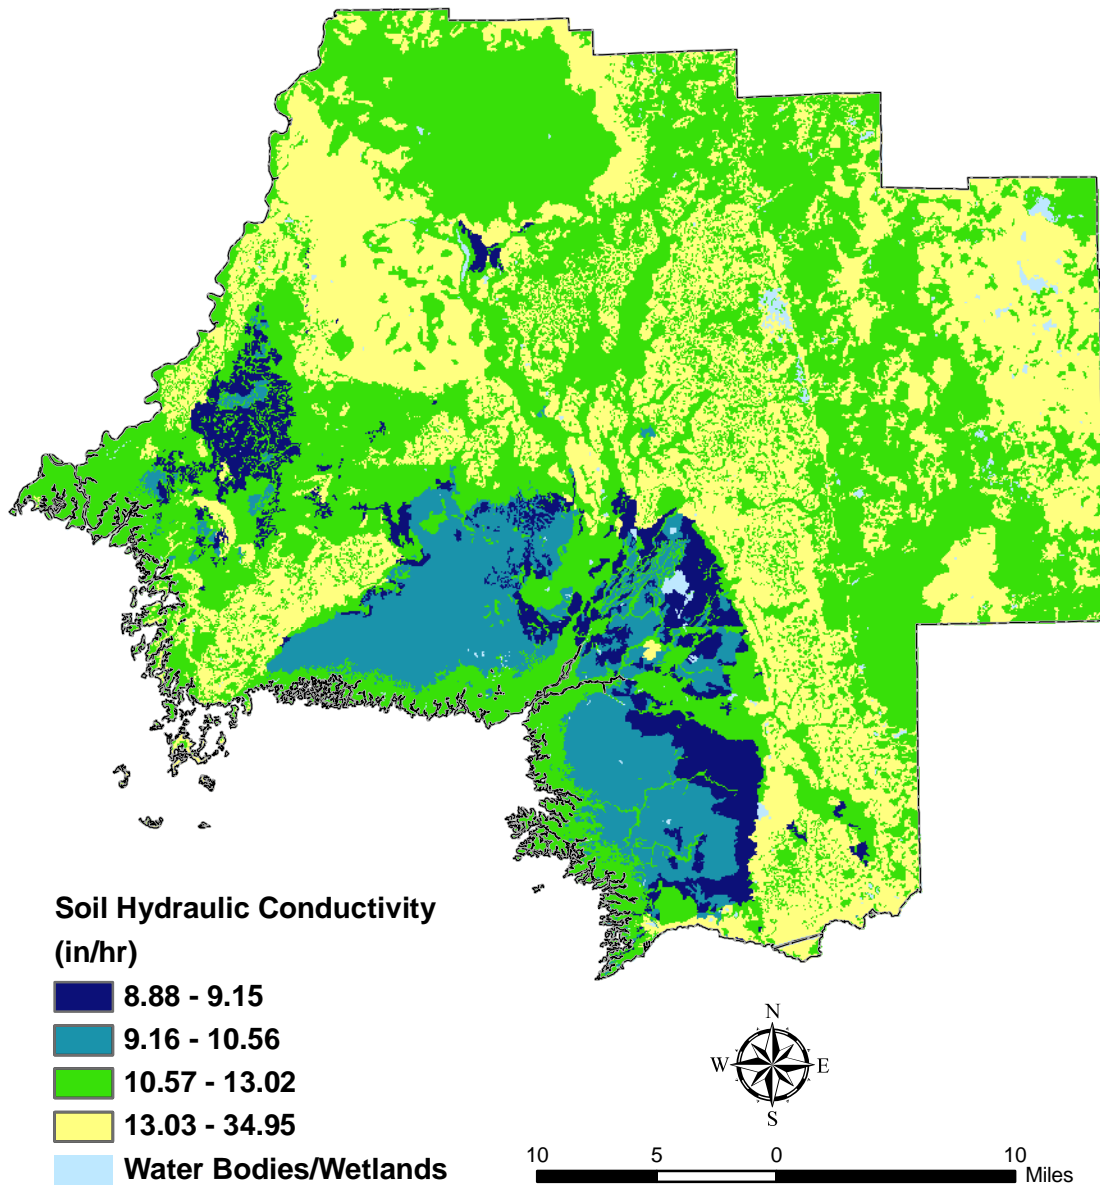 Soil Hydraulic Conductivity
(in/hr)
8.88 - 9.15
9.16 - 10.56
10.57 - 13.02
13.03 - 34.95
Water Bodies/Wetlands
N
W E
S
10 5 0 10
Miles